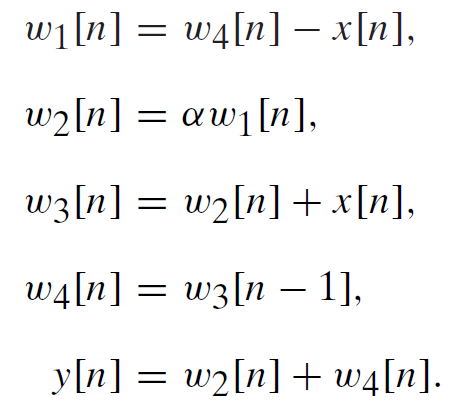 w₁[n] = w₄[n] − x[n],
w₂[n] = αw₁[n],
w₃[n] = w₂[n] + x[n],
w₄[n] = w₃[n − 1],
y[n] = w₂[n] + w₄[n].